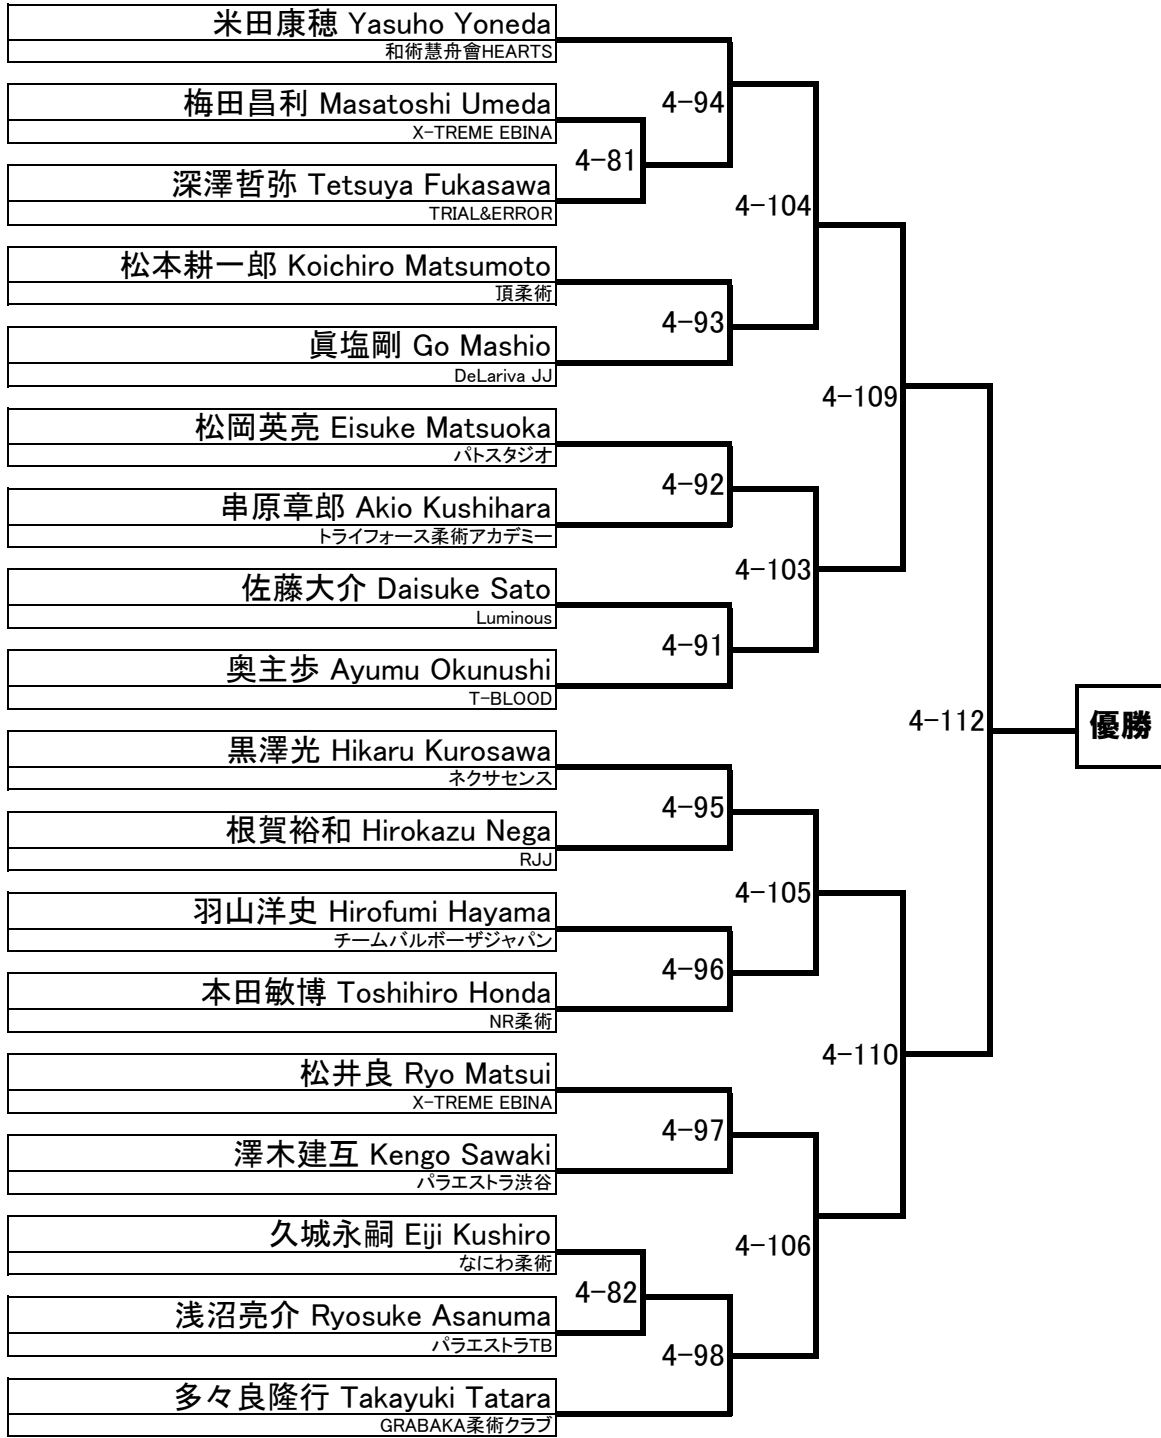 米田康穂 Yasuho Yoneda
和術慧舟會HEARTS
梅田昌利 Masatoshi Umeda
X-TREME EBINA
深澤哲弥 Tetsuya Fukasawa
TRIAL&ERROR
松本耕一郎 Koichiro Matsumoto
頂柔術
眞塩剛 Go Mashio
DeLariva JJ
松岡英亮 Eisuke Matsuoka
パトスタジオ
串原章郎 Akio Kushihara
トライフォース柔術アカデミー
佐藤大介 Daisuke Sato
Luminous
奥主歩 Ayumu Okunushi
T-BLOOD
黒澤光 Hikaru Kurosawa
ネクサセンス
根賀裕和 Hirokazu Nega
RJJ
羽山洋史 Hirofumi Hayama
チームバルボーザジャパン
本田敏博 Toshihiro Honda
NR柔術
松井良 Ryo Matsui
X-TREME EBINA
澤木建互 Kengo Sawaki
パラエストラ渋谷
久城永嗣 Eiji Kushiro
なにわ柔術
浅沼亮介 Ryosuke Asanuma
パラエストラTB
多々良隆行 Takayuki Tatara
GRABAKA柔術クラブ
4-81
4-82
4-94
4-93
4-92
4-91
4-95
4-96
4-97
4-98
4-104
4-103
4-105
4-106
4-109
4-110
4-112
優勝